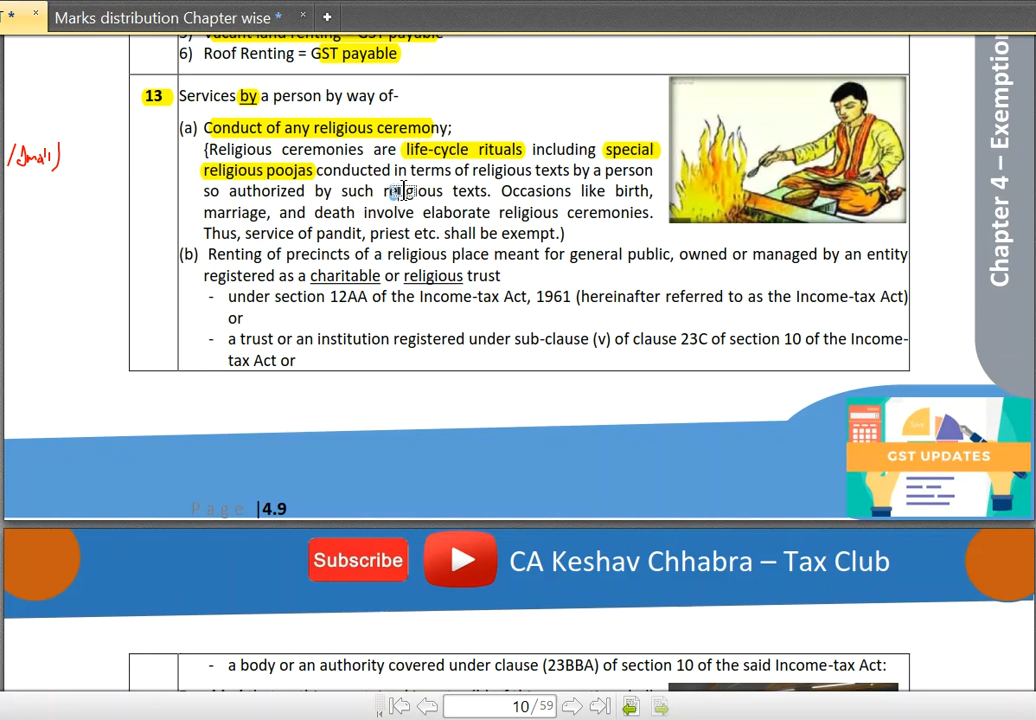 T *
Marks distribution Chapter wise *
5) Vacant land renting = GST payable
6) Roof Renting = GST payable
13 Services by a person by way of-
(a) Conduct of any religious ceremony;
{Religious ceremonies are life-cycle rituals including special
religious poojas conducted in terms of religious texts by a person
so authorized by such religious texts. Occasions like birth,
marriage, and death involve elaborate religious ceremonies.
Thus, service of pandit, priest etc. shall be exempt.)
(b) Renting of precincts of a religious place meant for general public, owned or managed by an entity
registered as a charitable or religious trust
- under section 12AA of the Income-tax Act, 1961 (hereinafter referred to as the Income-tax Act)
or
- a trust or an institution registered under sub-clause (v) of clause 23C of section 10 of the Income-
tax Act or
Chapter 4 – Exemption
GST UPDATES
Page |4.9
Subscribe
CA Keshav Chhabra – Tax Club
- a body or an authority covered under clause (23BBA) of section 10 of the said Income-tax Act:
10 / 59